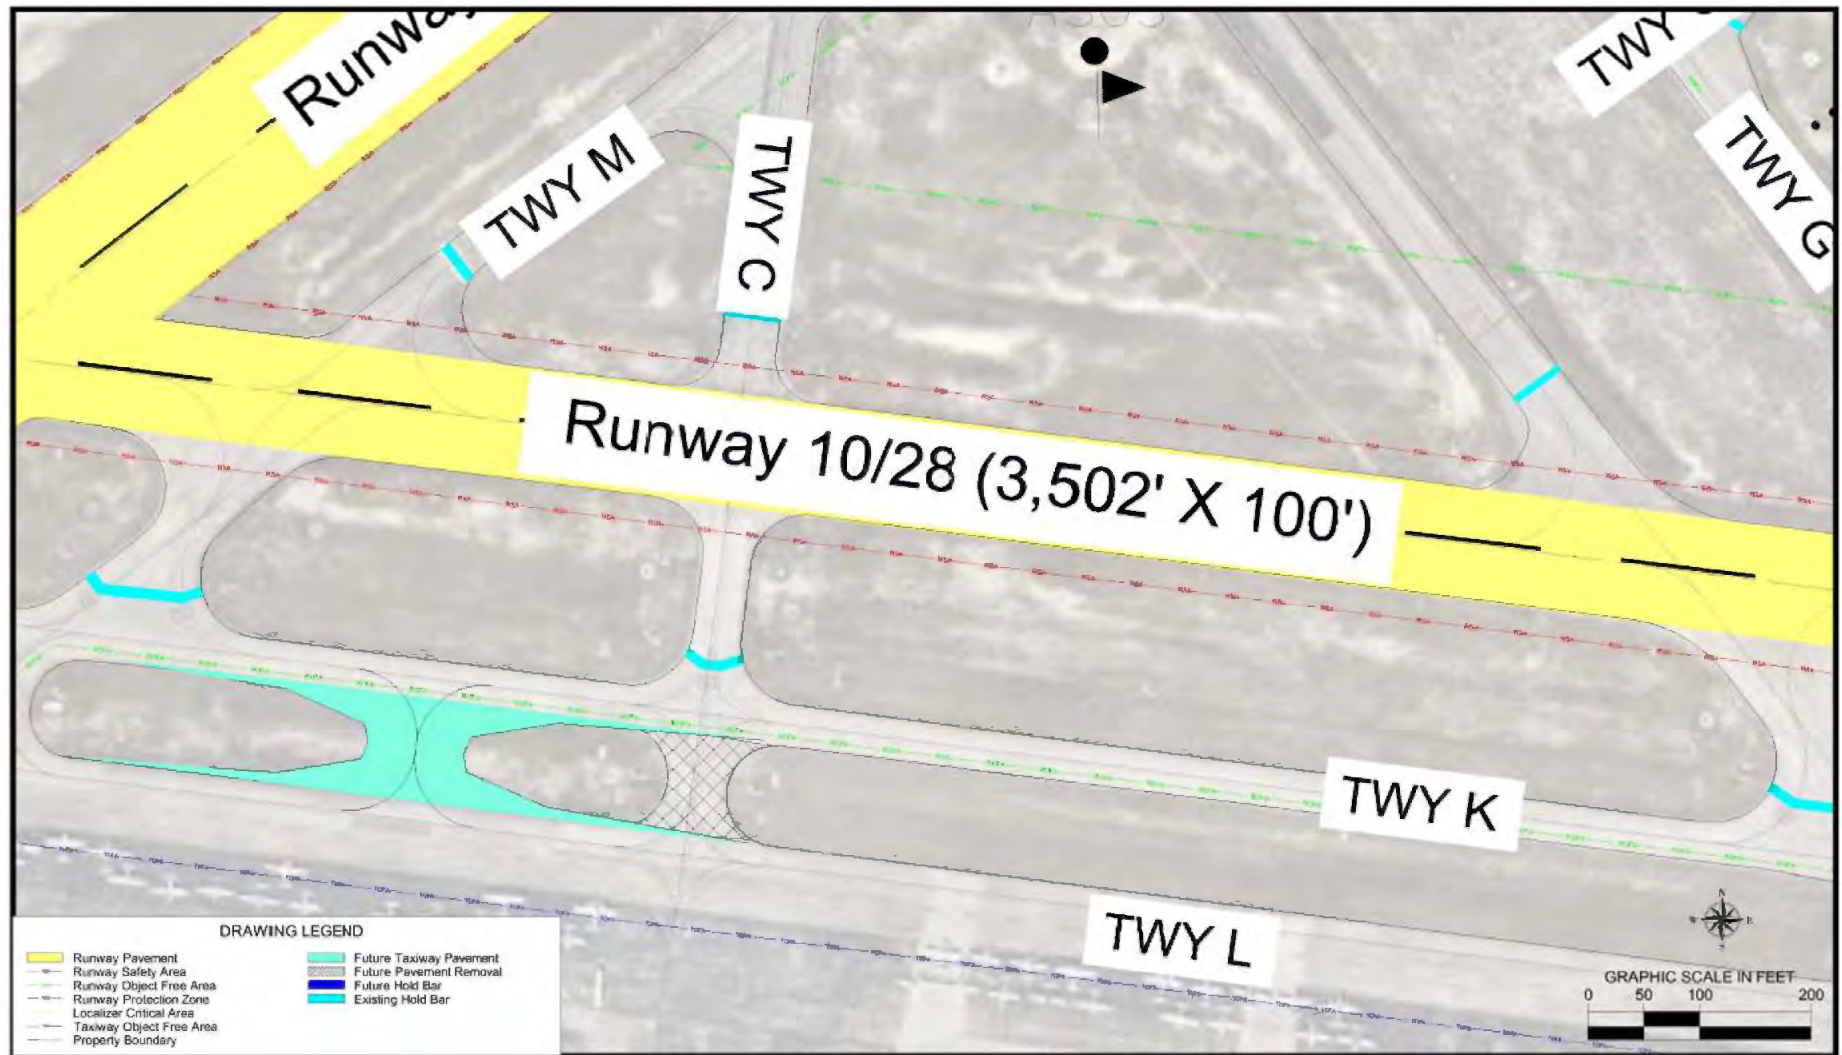 ASOS
Runway
TWY
TWY M
TWY C
TWY G
Runway 10/28 (3,502' X 100')
TWY K
TWY L
DRAWING LEGEND
Runway Pavement
Runway Safety Area
Runway Object Free Area
Runway Protection Zone
Localizer Critical Area
Taxiway Object Free Area
Property Boundary
Future Taxiway Pavement
Future Pavement Removal
Future Hold Bar
Existing Hold Bar
N
W E
S
GRAPHIC SCALE IN FEET
0 50 100 200